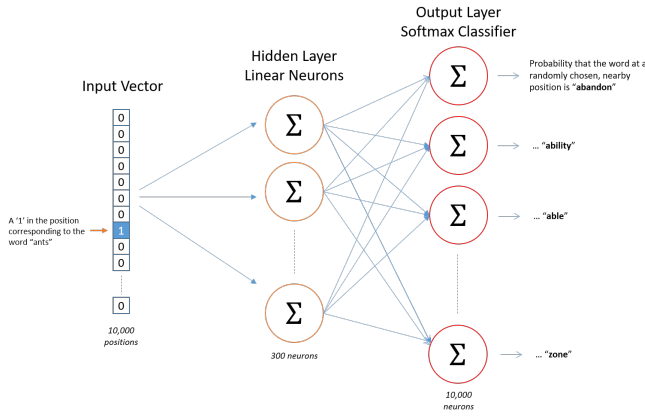 Output Layer
Softmax Classifier
Hidden Layer
Linear Neurons
Input Vector
0
0
0
0
0
0
0
1
0
0
0
A ‘1’ in the position
corresponding to the
word “ants”
10,000
positions
Σ
Σ
Σ
300 neurons
Σ
Σ
Σ
Σ
10,000
neurons
Probability that the word at a
randomly chosen, nearby
position is “abandon”
... “ability”
... “able”
... “zone”